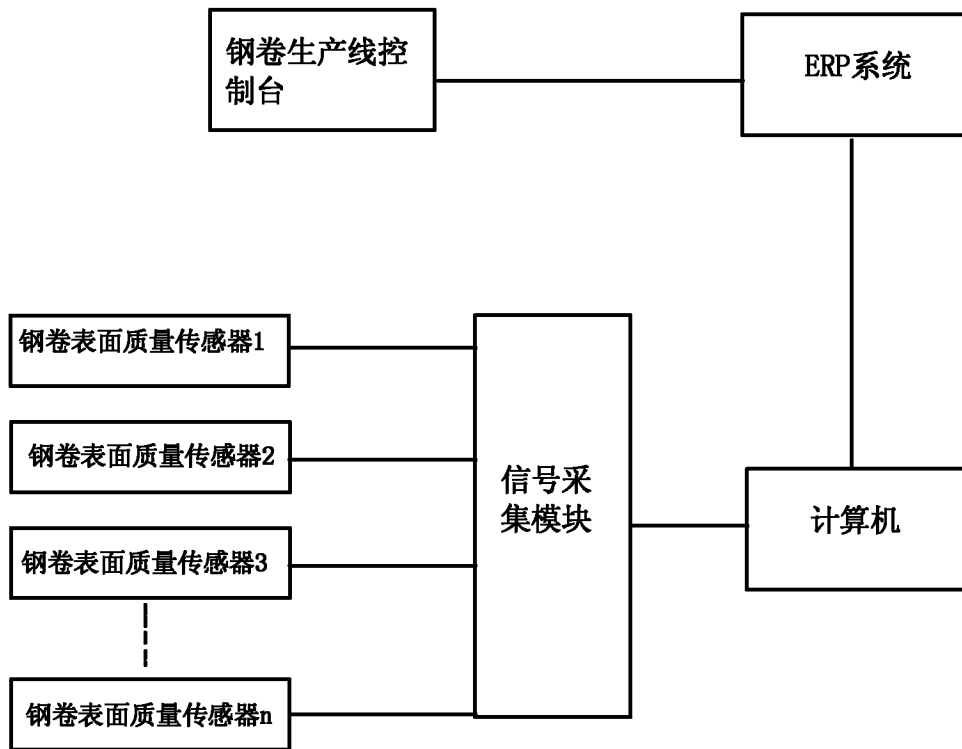 钢卷生产线控
制台
ERP系统
钢卷表面质量传感器1
钢卷表面质量传感器2
钢卷表面质量传感器3
钢卷表面质量传感器n
信号采
集模块
计算机